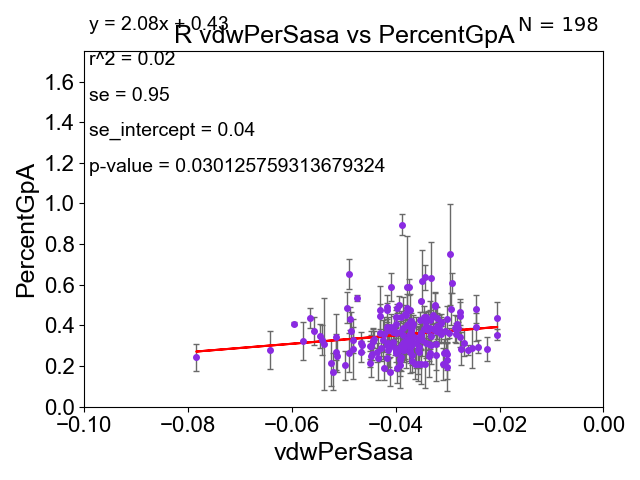 y = 2.08x + 0.43
N = 198
R vdwPerSasa vs PercentGpA
r^2 = 0.02
se = 0.95
se_intercept = 0.04
p-value = 0.030125759313679324
PercentGpA
1.6
1.4
1.2
1.0
0.8
0.6
0.4
0.2
0.0
−0.10
−0.08
−0.06
−0.04
−0.02
0.00
vdwPerSasa